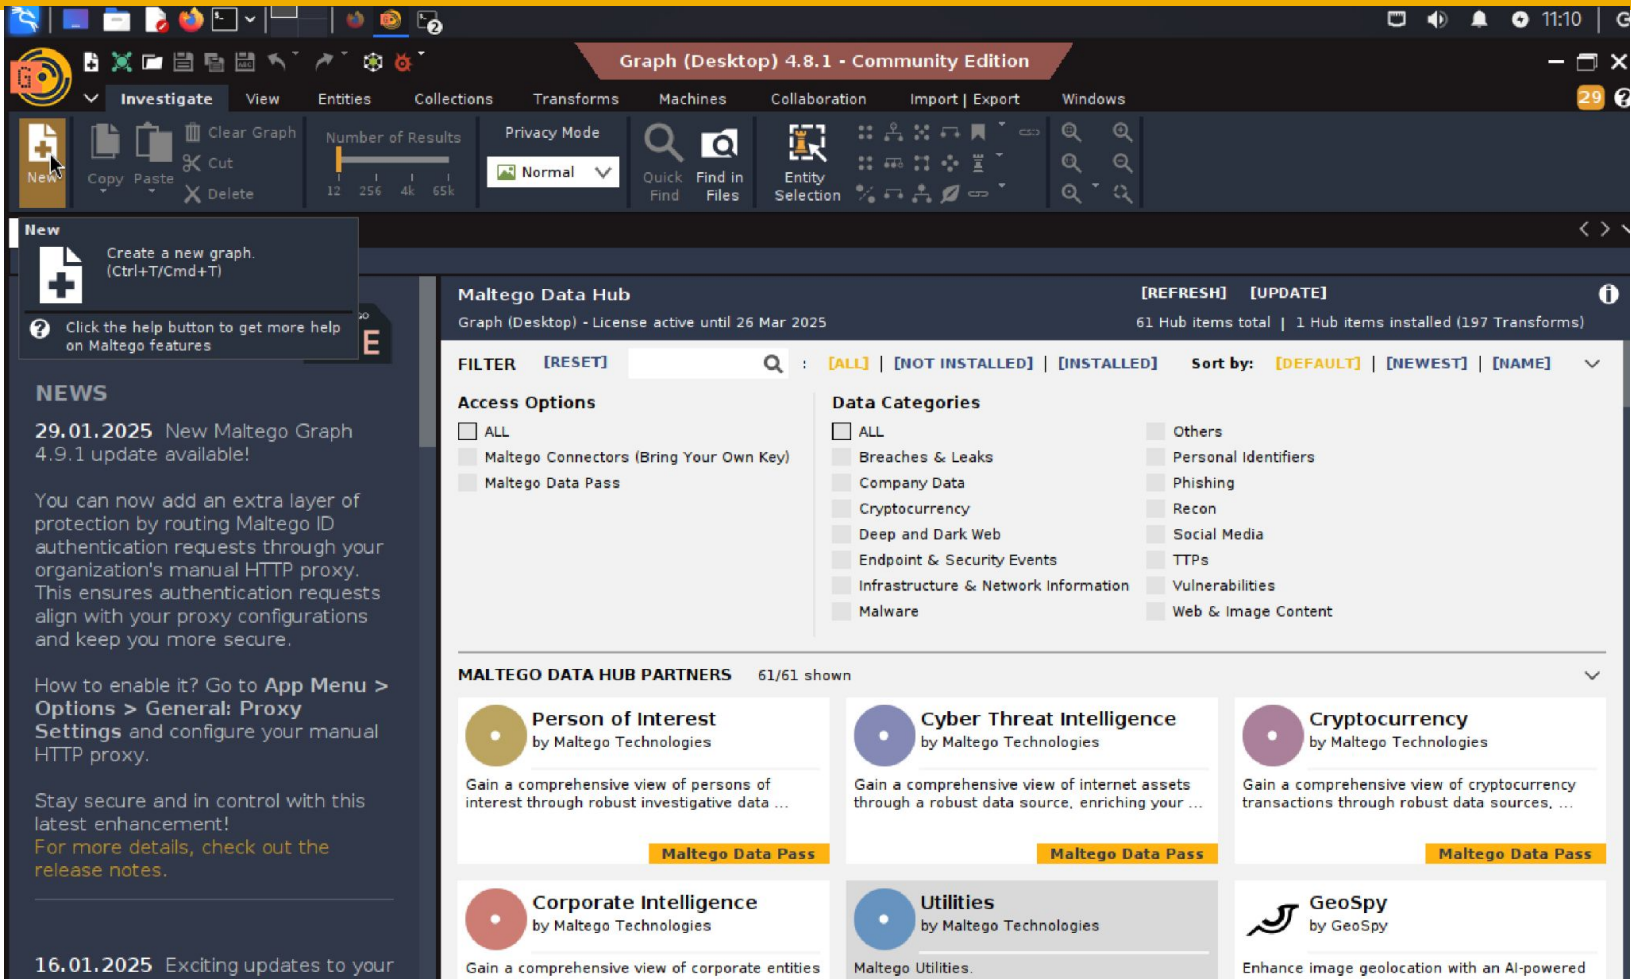 2
11:10
G
GO
Graph (Desktop) 4.8.1 - Community Edition
Investigate View Entities Collections Transforms Machines Collaboration Import | Export Windows
29
New
Copy
Paste
Clear Graph
Cut
Delete
Number of Results
12 256 4k 65k
Privacy Mode
Normal
Quick
Find
Find in
Files
Entity
Selection
New
Create a new graph.
(Ctrl+T/Cmd+T)
Click the help button to get more help
on Maltego features
GO
E
NEWS
29.01.2025 New Maltego Graph
4.9.1 update available!
You can now add an extra layer of
protection by routing Maltego ID
authentication requests through your
organization's manual HTTP proxy.
This ensures authentication requests
align with your proxy configurations
and keep you more secure.
How to enable it? Go to App Menu >
Options > General: Proxy
Settings and configure your manual
HTTP proxy.
Stay secure and in control with this
latest enhancement!
For more details, check out the
release notes.
16.01.2025 Exciting updates to your
Maltego Data Hub
[REFRESH] [UPDATE]
Graph (Desktop) - License active until 26 Mar 2025
61 Hub items total | 1 Hub items installed (197 Transforms)
FILTER [RESET] : [ALL] | [NOT INSTALLED] | [INSTALLED] Sort by: [DEFAULT] | [NEWEST] | [NAME]
Access Options
ALL
Maltego Connectors (Bring Your Own Key)
Maltego Data Pass
Data Categories
ALL
Breaches & Leaks
Company Data
Cryptocurrency
Deep and Dark Web
Endpoint & Security Events
Infrastructure & Network Information
Malware
Others
Personal Identifiers
Phishing
Recon
Social Media
TTPs
Vulnerabilities
Web & Image Content
MALTEGO DATA HUB PARTNERS 61/61 shown
Person of Interest
by Maltego Technologies
Gain a comprehensive view of persons of
interest through robust investigative data ...
Maltego Data Pass
Cyber Threat Intelligence
by Maltego Technologies
Gain a comprehensive view of internet assets
through a robust data source, enriching your ...
Maltego Data Pass
Cryptocurrency
by Maltego Technologies
Gain a comprehensive view of cryptocurrency
transactions through robust data sources, ...
Maltego Data Pass
Corporate Intelligence
by Maltego Technologies
Gain a comprehensive view of corporate entities
Utilities
by Maltego Technologies
Maltego Utilities.
GeoSpy
by GeoSpy
Enhance image geolocation with an AI-powered